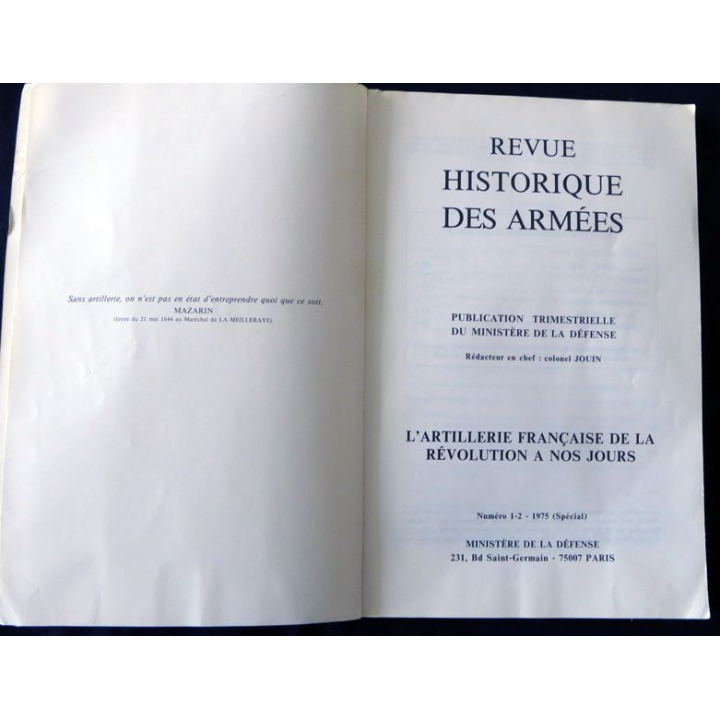 Sans artillerie, on n'est pas en état d'entreprendre quoi que ce soit.
MAZARIN
(lettre du 21 mai 1644 au Maréchal de LA MEILLERAYE).
REVUE
HISTORIQUE
DES ARMÉES
PUBLICATION TRIMESTRIELLE
DU MINISTÈRE DE LA DÉFENSE
Rédacteur en chef : colonel JOUIN
L'ARTILLERIE FRANÇAISE DE LA
RÉVOLUTION A NOS JOURS
Numéro 1-2 - 1975 (Spécial)
MINISTÈRE DE LA DÉFENSE
231, Bd Saint-Germain - 75007 PARIS